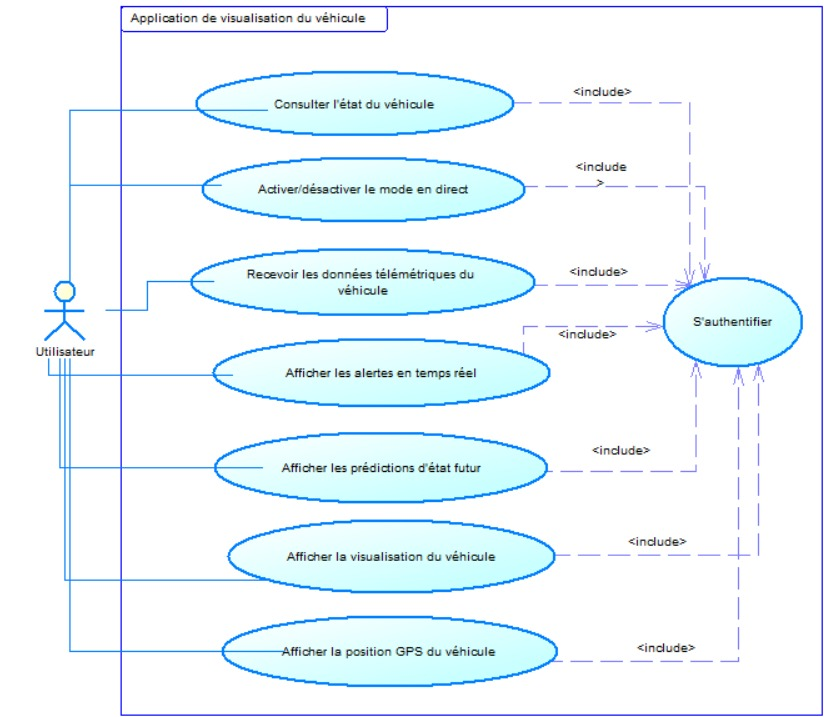 Application de visualisation du véhicule
Consulter l'état du véhicule
<include>
Activer/désactiver le mode en direct
<include
>
Recevoir les données télémétriques du
véhicule
<include>
S'authentifier
Utilisateur
Afficher les alertes en temps réel
<include>
Afficher les prédictions d'état futur
<include>
Afficher la visualisation du véhicule
<include>
Afficher la position GPS du véhicule
<include>